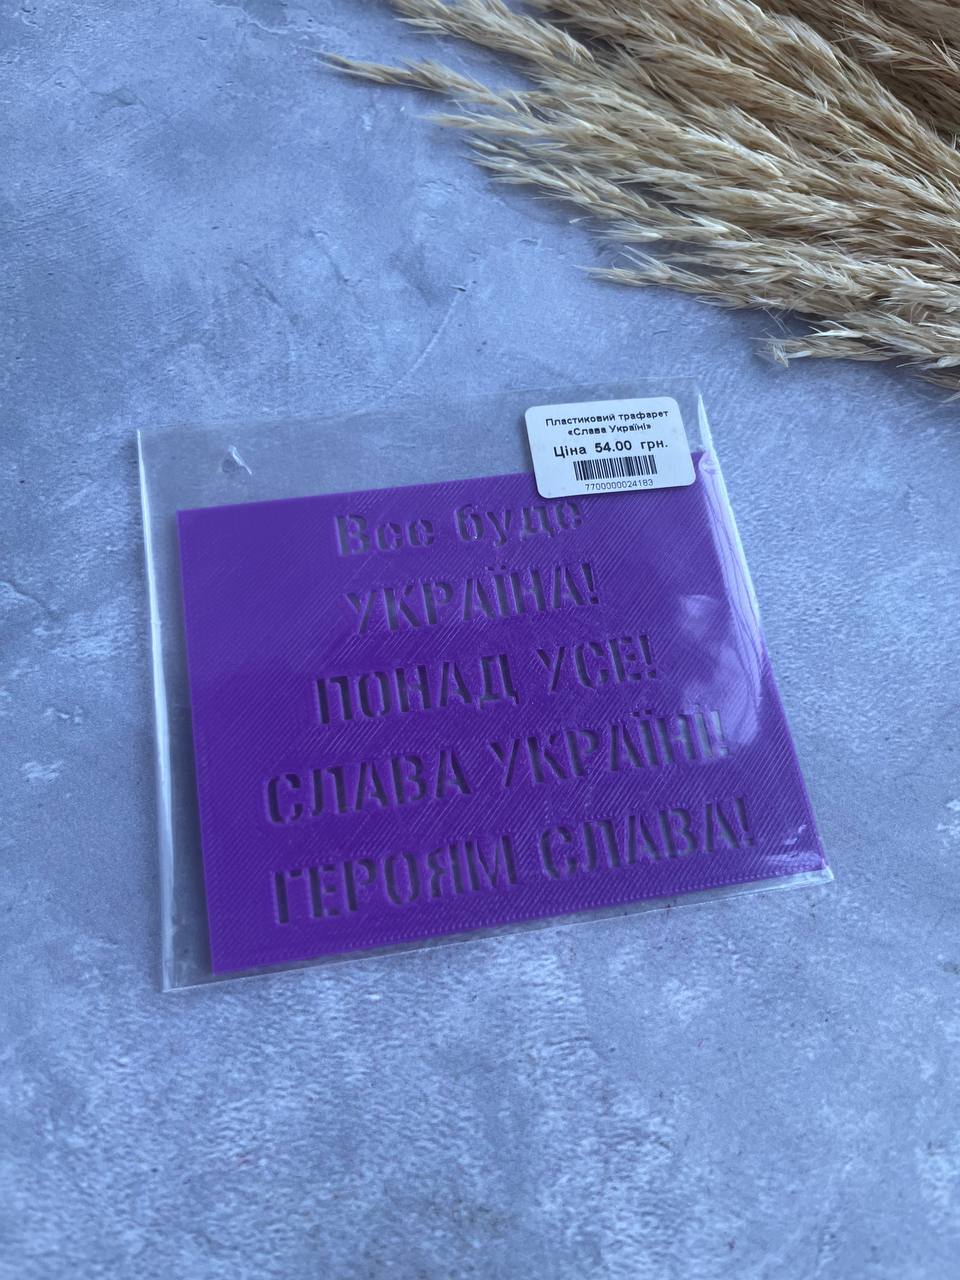 Пластиковий трафарет
«Слава Україні»
Ціна 54.00 грн.
7700000024183
Все буде
УКРАЇНА!
ПОНАД УСЕ!
СЛАВА УКРАЇНІ!
ГЕРОЯМ СЛАВА!